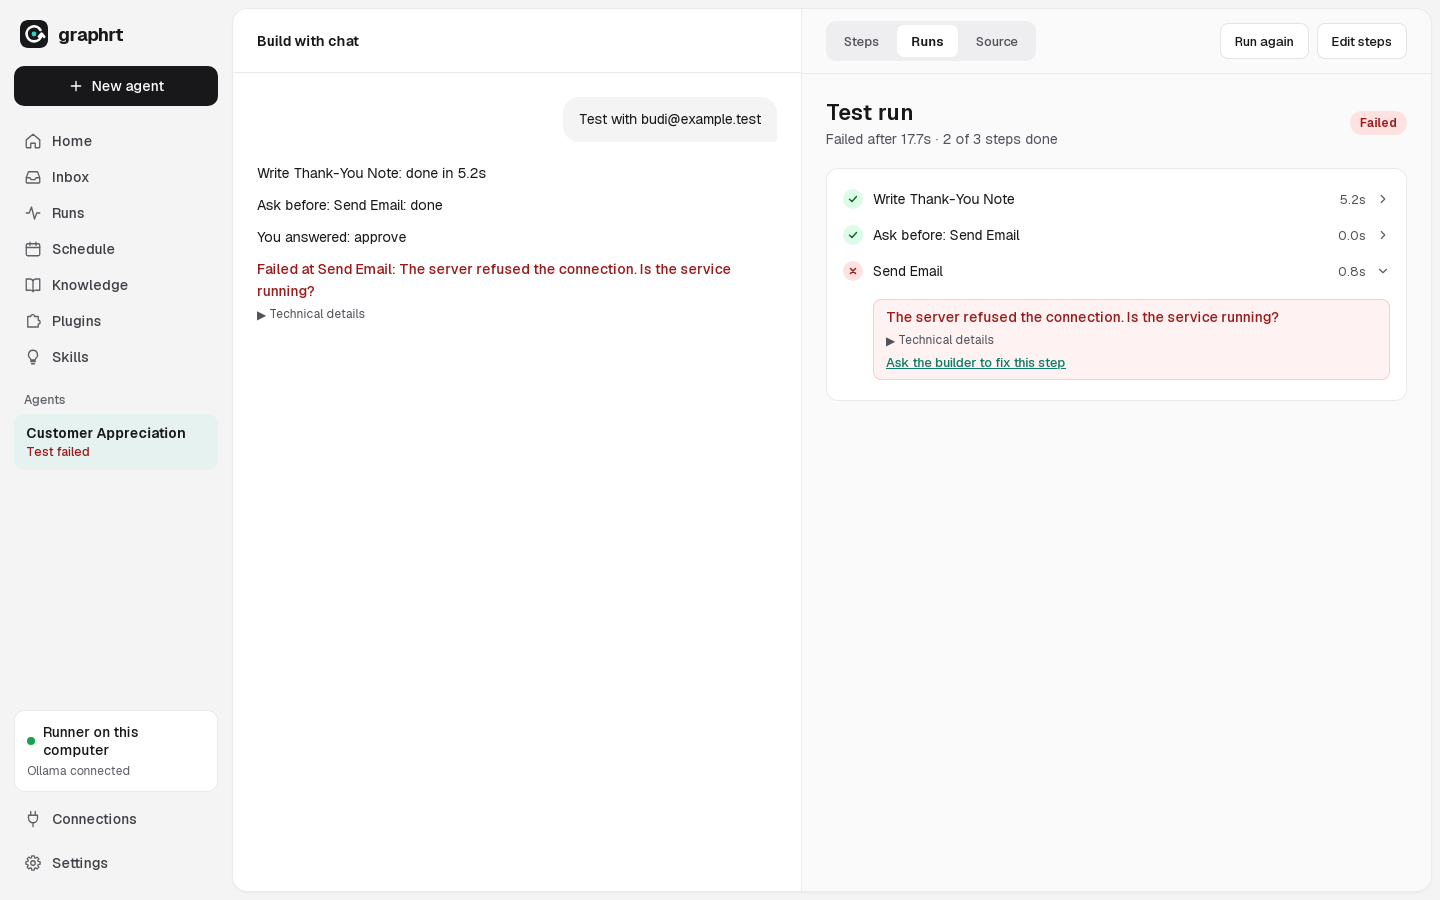 graphrt
New agent
Home
Inbox
Runs
Schedule
Knowledge
Plugins
Skills
Agents
Customer Appreciation
Test failed
Runner on this
computer
Ollama connected
Connections
Settings
Build with chat
Test with budi@example.test
Write Thank-You Note: done in 5.2s
Ask before: Send Email: done
You answered: approve
Failed at Send Email: The server refused the connection. Is the service
running?
Technical details
Steps
Runs
Source
Run again
Edit steps
Test run
Failed after 17.7s · 2 of 3 steps done
Failed
Write Thank-You Note 5.2s
Ask before: Send Email 0.0s
Send Email 0.8s
The server refused the connection. Is the service running?
Technical details
Ask the builder to fix this step